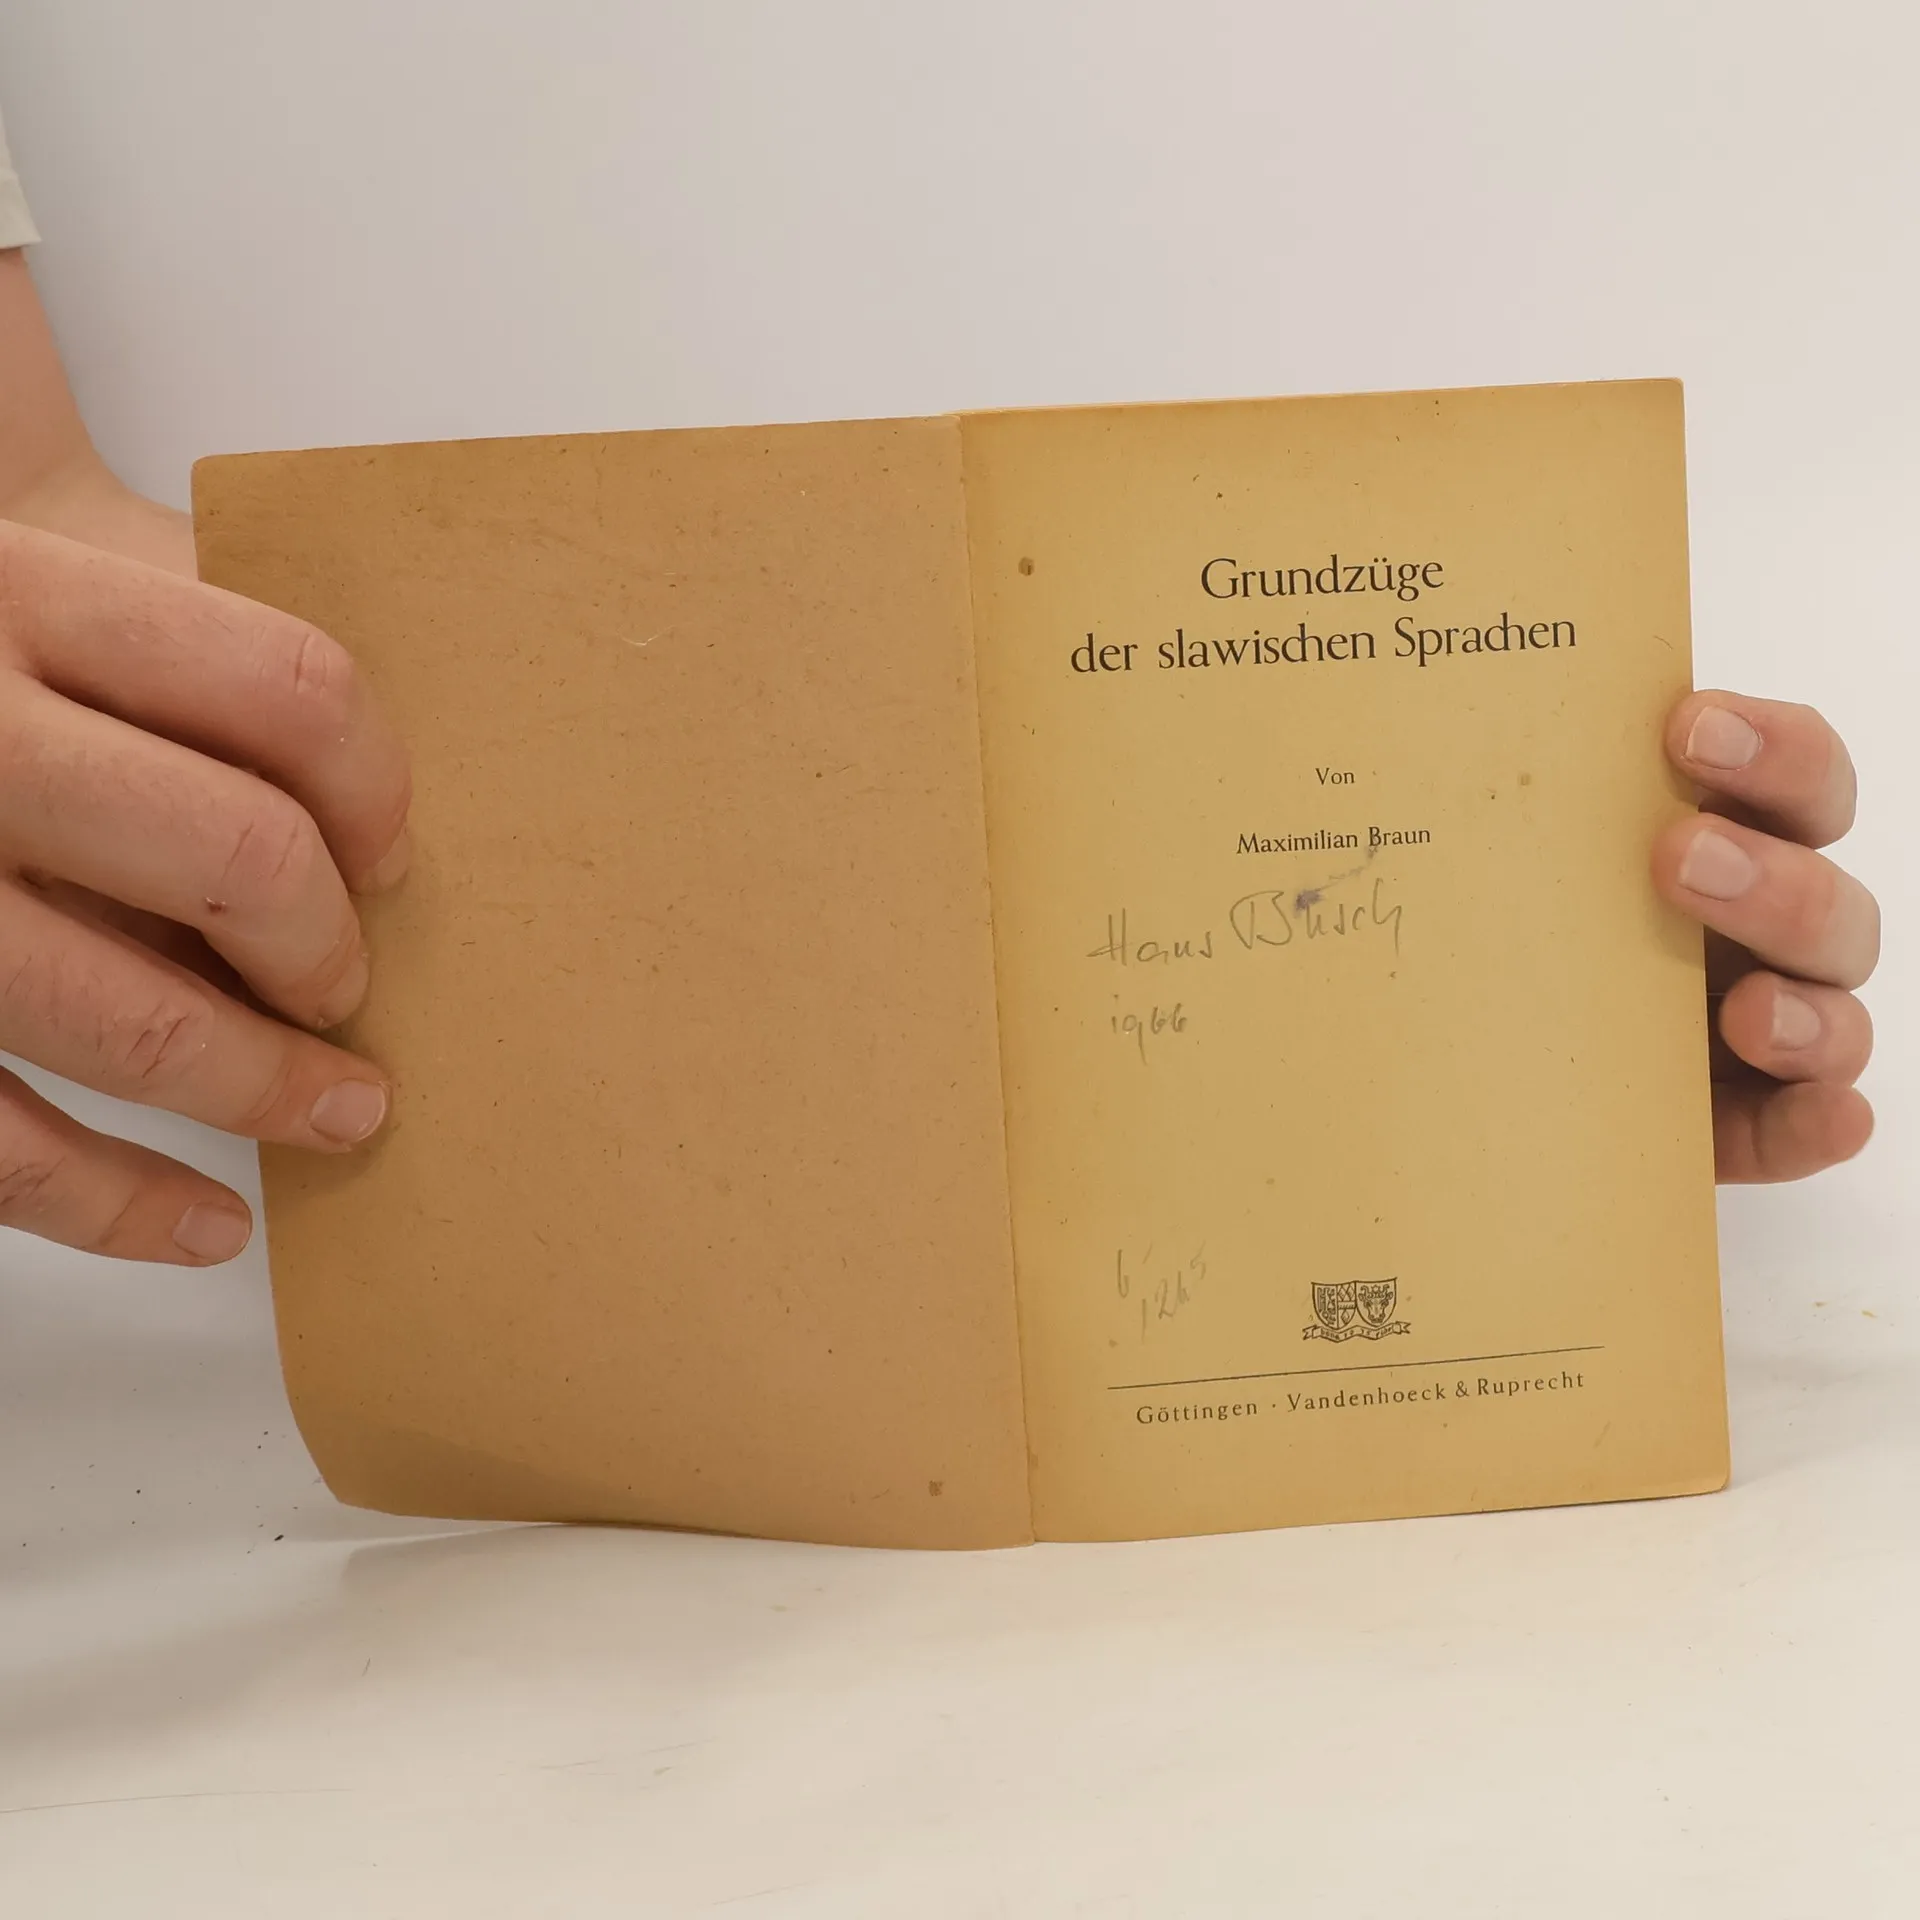 Grundzüge
der slawischen Sprachen
Von
Maximilian Braun
Hans Busch
1966
Göttingen · Vandenhoeck & Ruprecht